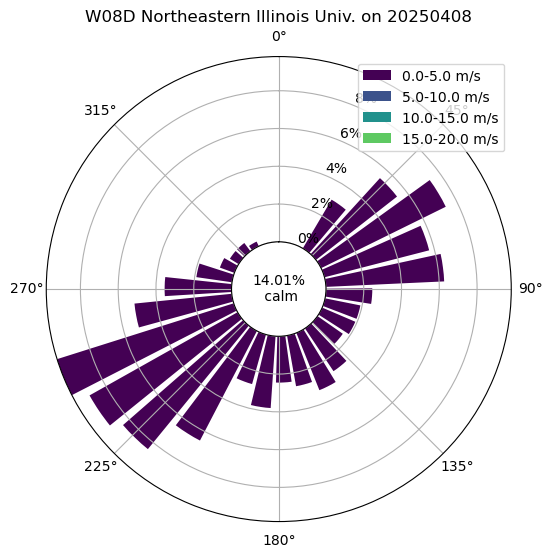 W08D Northeastern Illinois Univ. on 20250408
0°
0.0-5.0 m/s
5.0-10.0 m/s
10.0-15.0 m/s
15.0-20.0 m/s
315°
45°
8%
6%
4%
2%
0%
14.01%
calm
270°
90°
225°
135°
180°